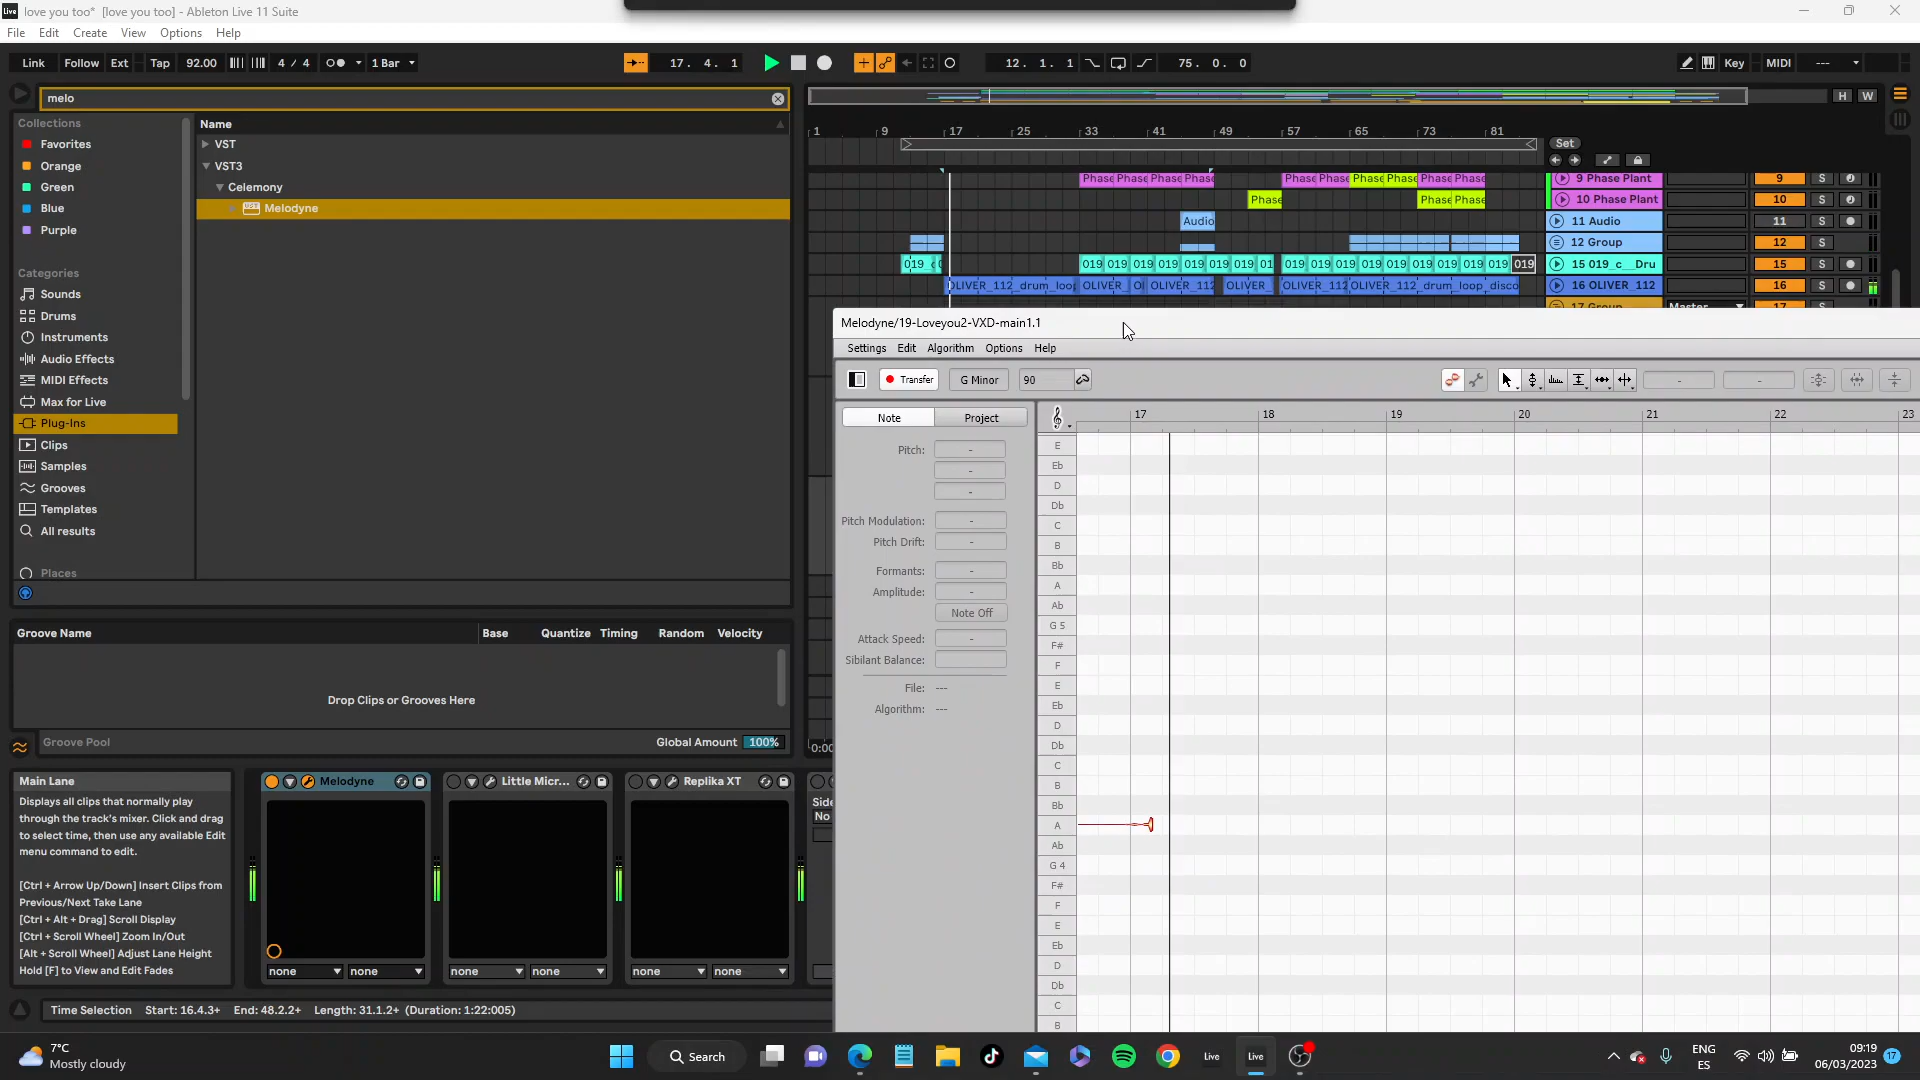 Live love you too* [love you too] - Ableton Live 11 Suite
File Edit Create View Options Help
Link Follow Ext Tap 92.00 4 / 4 1 Bar 17. 4. 1 12. 1. 1 75. 0. 0 Key MIDI ---
melo
H W
Collections
Favorites
Orange
Green
Blue
Purple
Categories
Sounds
Drums
Instruments
Audio Effects
MIDI Effects
Max for Live
Plug-Ins
Clips
Samples
Grooves
Templates
All results
Places
Name
VST
VST3
Celemony
Melodyne
1 9 17 25 33 41 49 57 65 73 81
Set
Phase Phase Phase Phase Phase Phase Phase Phase Phase Phase 9 Phase Plant 9 S
Phase Phase Phase 10 Phase Plant 10 S
Audio 11 Audio 11 S
12 Group 12 S
019 019 019 019 019 019 019 019 01 019 019 019 019 019 019 019 019 019 019 15 019_c__Dru 15 S
OLIVER_112_drum_loop OLIVER_ OLIVER_112 OLIVER_ OLIVER_112 OLIVER_112_drum_loop_disco 16 OLIVER_112 16 S
17 Group Master 17 S
Melodyne/19-Loveyou2-VXD-main1.1
Settings Edit Algorithm Options Help
Transfer G Minor 90 - -
Note Project
17 18 19 20 21 22 23
Pitch: -
-
-
Pitch Modulation: -
Pitch Drift: -
Formants: -
Amplitude: -
Note Off
Attack Speed: -
Sibilant Balance:
File: ---
Algorithm: ---
E
Eb
D
Db
C
B
Bb
A
Ab
G 5
F#
F
E
Eb
D
Db
C
B
Bb
A
Ab
G 4
F#
F
E
Eb
D
Db
C
B
Groove Name Base Quantize Timing Random Velocity
Drop Clips or Grooves Here
Groove Pool Global Amount 100%
0:00
Main Lane
Displays all clips that normally play
through the track's mixer. Click and drag
to select time, then use any available Edit
menu command to edit.
[Ctrl + Arrow Up/Down] Insert Clips from
Previous/Next Take Lane
[Ctrl + Alt + Drag] Scroll Display
[Ctrl + Scroll Wheel] Zoom In/Out
[Alt + Scroll Wheel] Adjust Lane Height
Hold [F] to View and Edit Fades
Melodyne
none none
Little Micr...
none none
Replika XT
none none
Side
No
Time Selection Start: 16.4.3+ End: 48.2.2+ Length: 31.1.2+ (Duration: 1:22:005)
7°C
Mostly cloudy
Search
Live Live
ENG
ES
09:19
06/03/2023
17